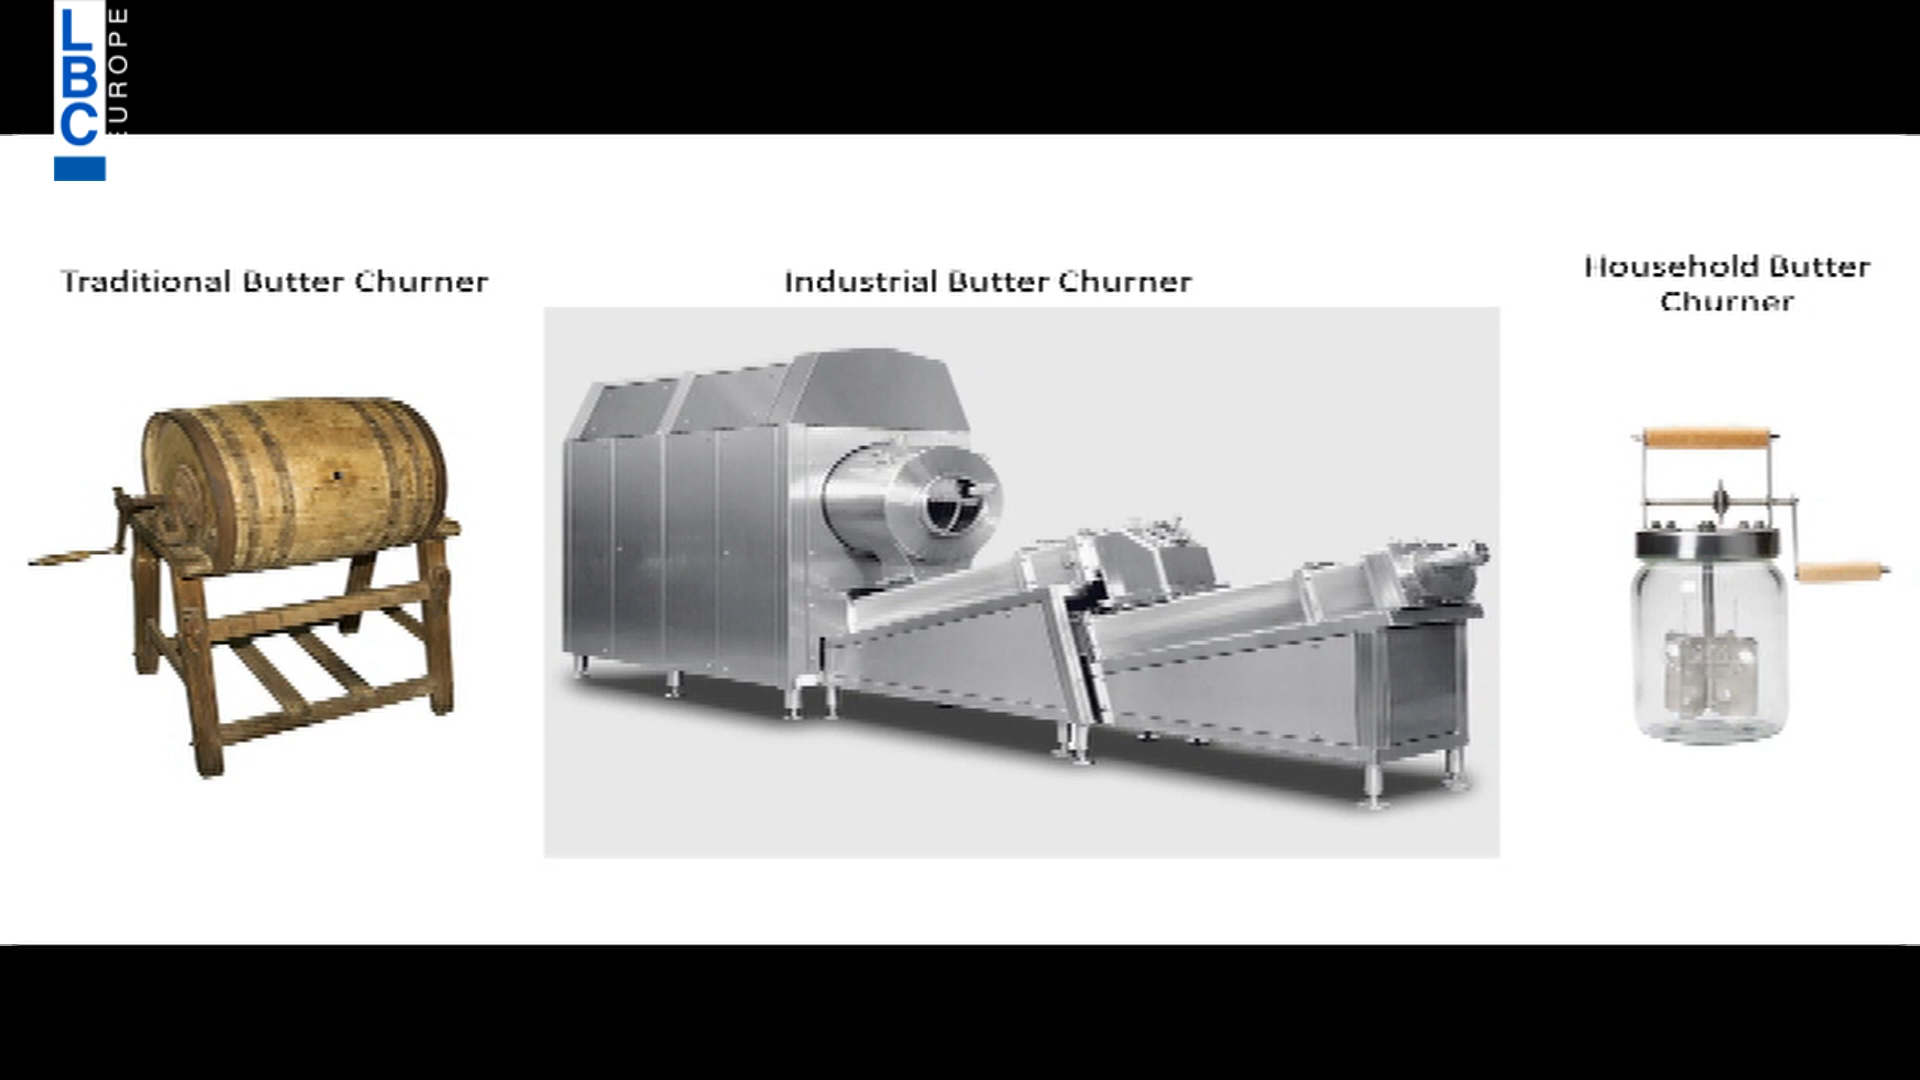 LBC
EUROPE
Traditional Butter Churner
Industrial Butter Churner
Household Butter
Churner